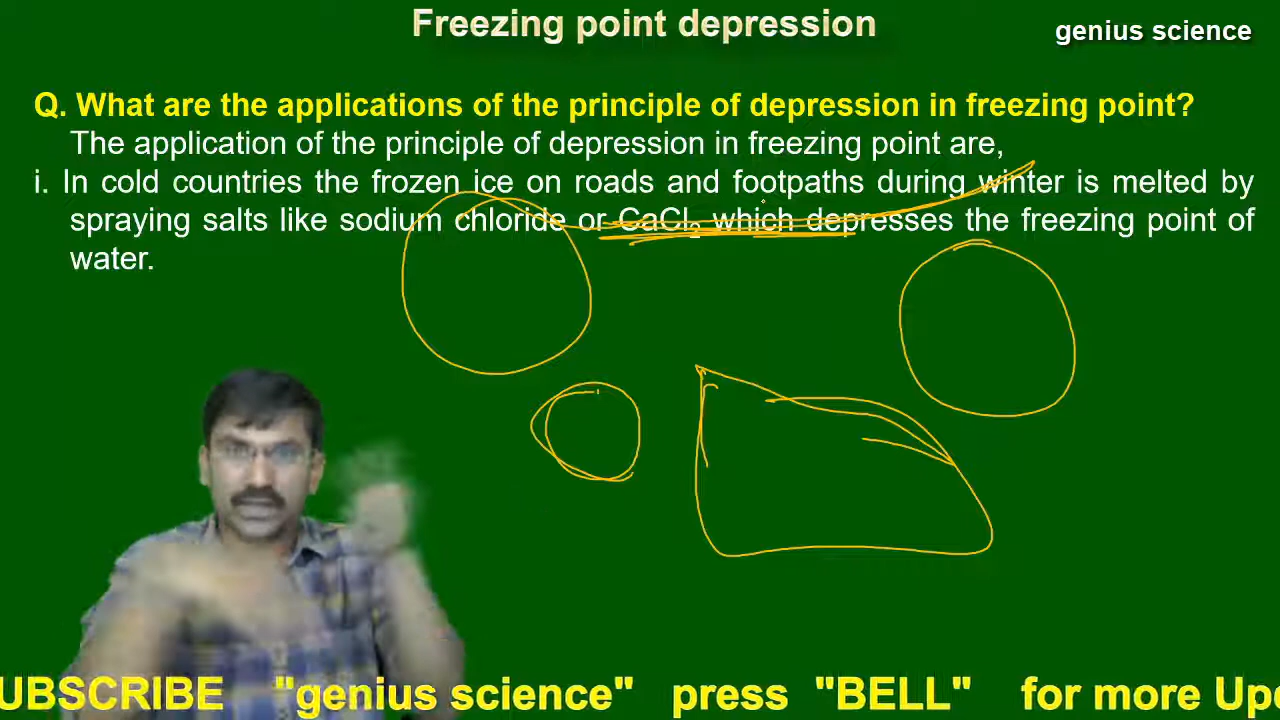 Freezing point depression
genius science
Q. What are the applications of the principle of depression in freezing point?
The application of the principle of depression in freezing point are,
i. In cold countries the frozen ice on roads and footpaths during winter is melted by
spraying salts like sodium chloride or CaCl₂ which depresses the freezing point of
water.
UBSCRIBE "genius science" press "BELL" for more Up